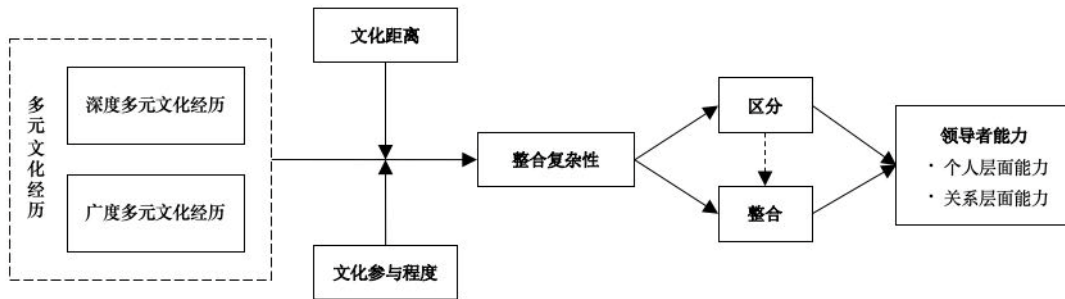 多元文化经历
深度多元文化经历
广度多元文化经历
文化距离
文化参与程度
整合复杂性
区分
整合
领导者能力
· 个人层面能力
· 关系层面能力